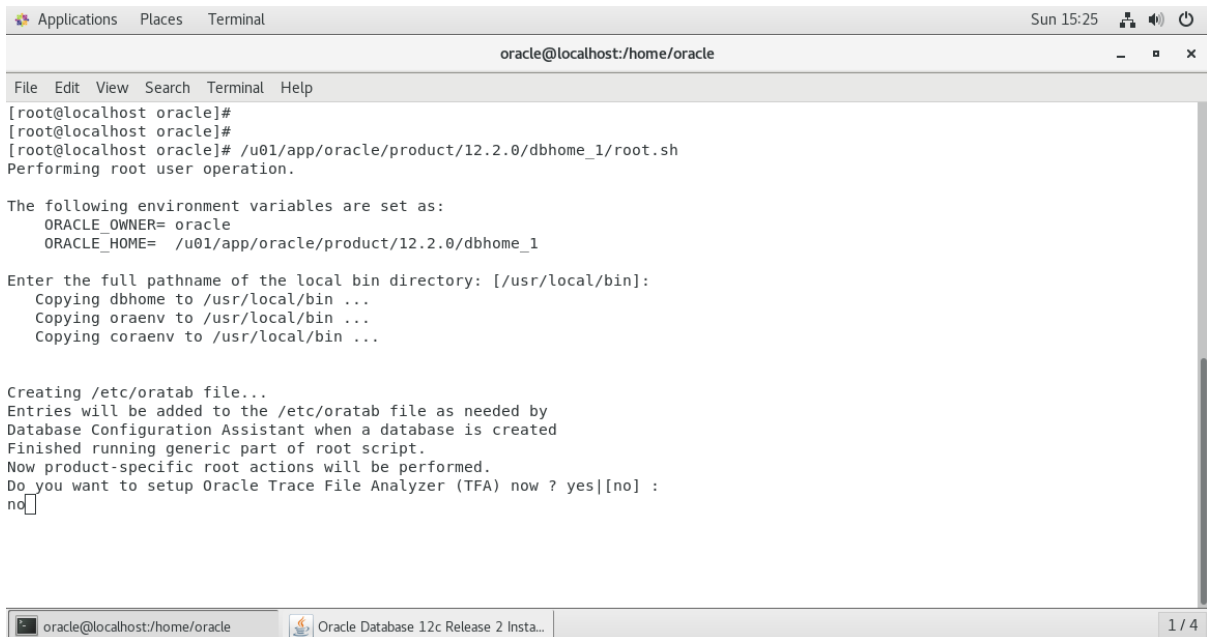 Applications Places Terminal Sun 15:25
oracle@localhost:/home/oracle
File Edit View Search Terminal Help
[root@localhost oracle]#
[root@localhost oracle]#
[root@localhost oracle]# /u01/app/oracle/product/12.2.0/dbhome_1/root.sh
Performing root user operation.
The following environment variables are set as:
ORACLE_OWNER= oracle
ORACLE_HOME=  /u01/app/oracle/product/12.2.0/dbhome_1
Enter the full pathname of the local bin directory: [/usr/local/bin]:
Copying dbhome to /usr/local/bin ...
Copying oraenv to /usr/local/bin ...
Copying coraenv to /usr/local/bin ...
Creating /etc/oratab file...
Entries will be added to the /etc/oratab file as needed by
Database Configuration Assistant when a database is created
Finished running generic part of root script.
Now product-specific root actions will be performed.
Do you want to setup Oracle Trace File Analyzer (TFA) now ? yes|[no] :
no
oracle@localhost:/home/oracle Oracle Database 12c Release 2 Insta... 1 / 4